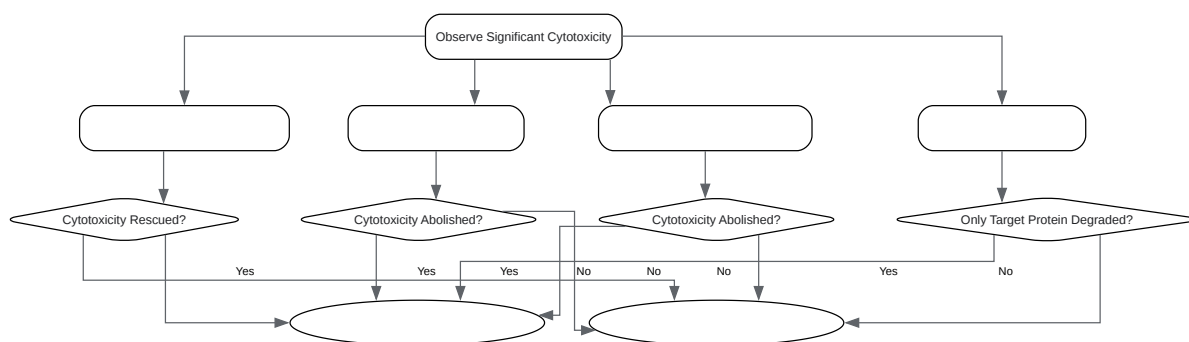 Observe Significant Cytotoxicity
Cytotoxicity Rescued?
Cytotoxicity Abolished?
Cytotoxicity Abolished?
Only Target Protein Degraded?
Yes
Yes
Yes
No
No
No
Yes
No